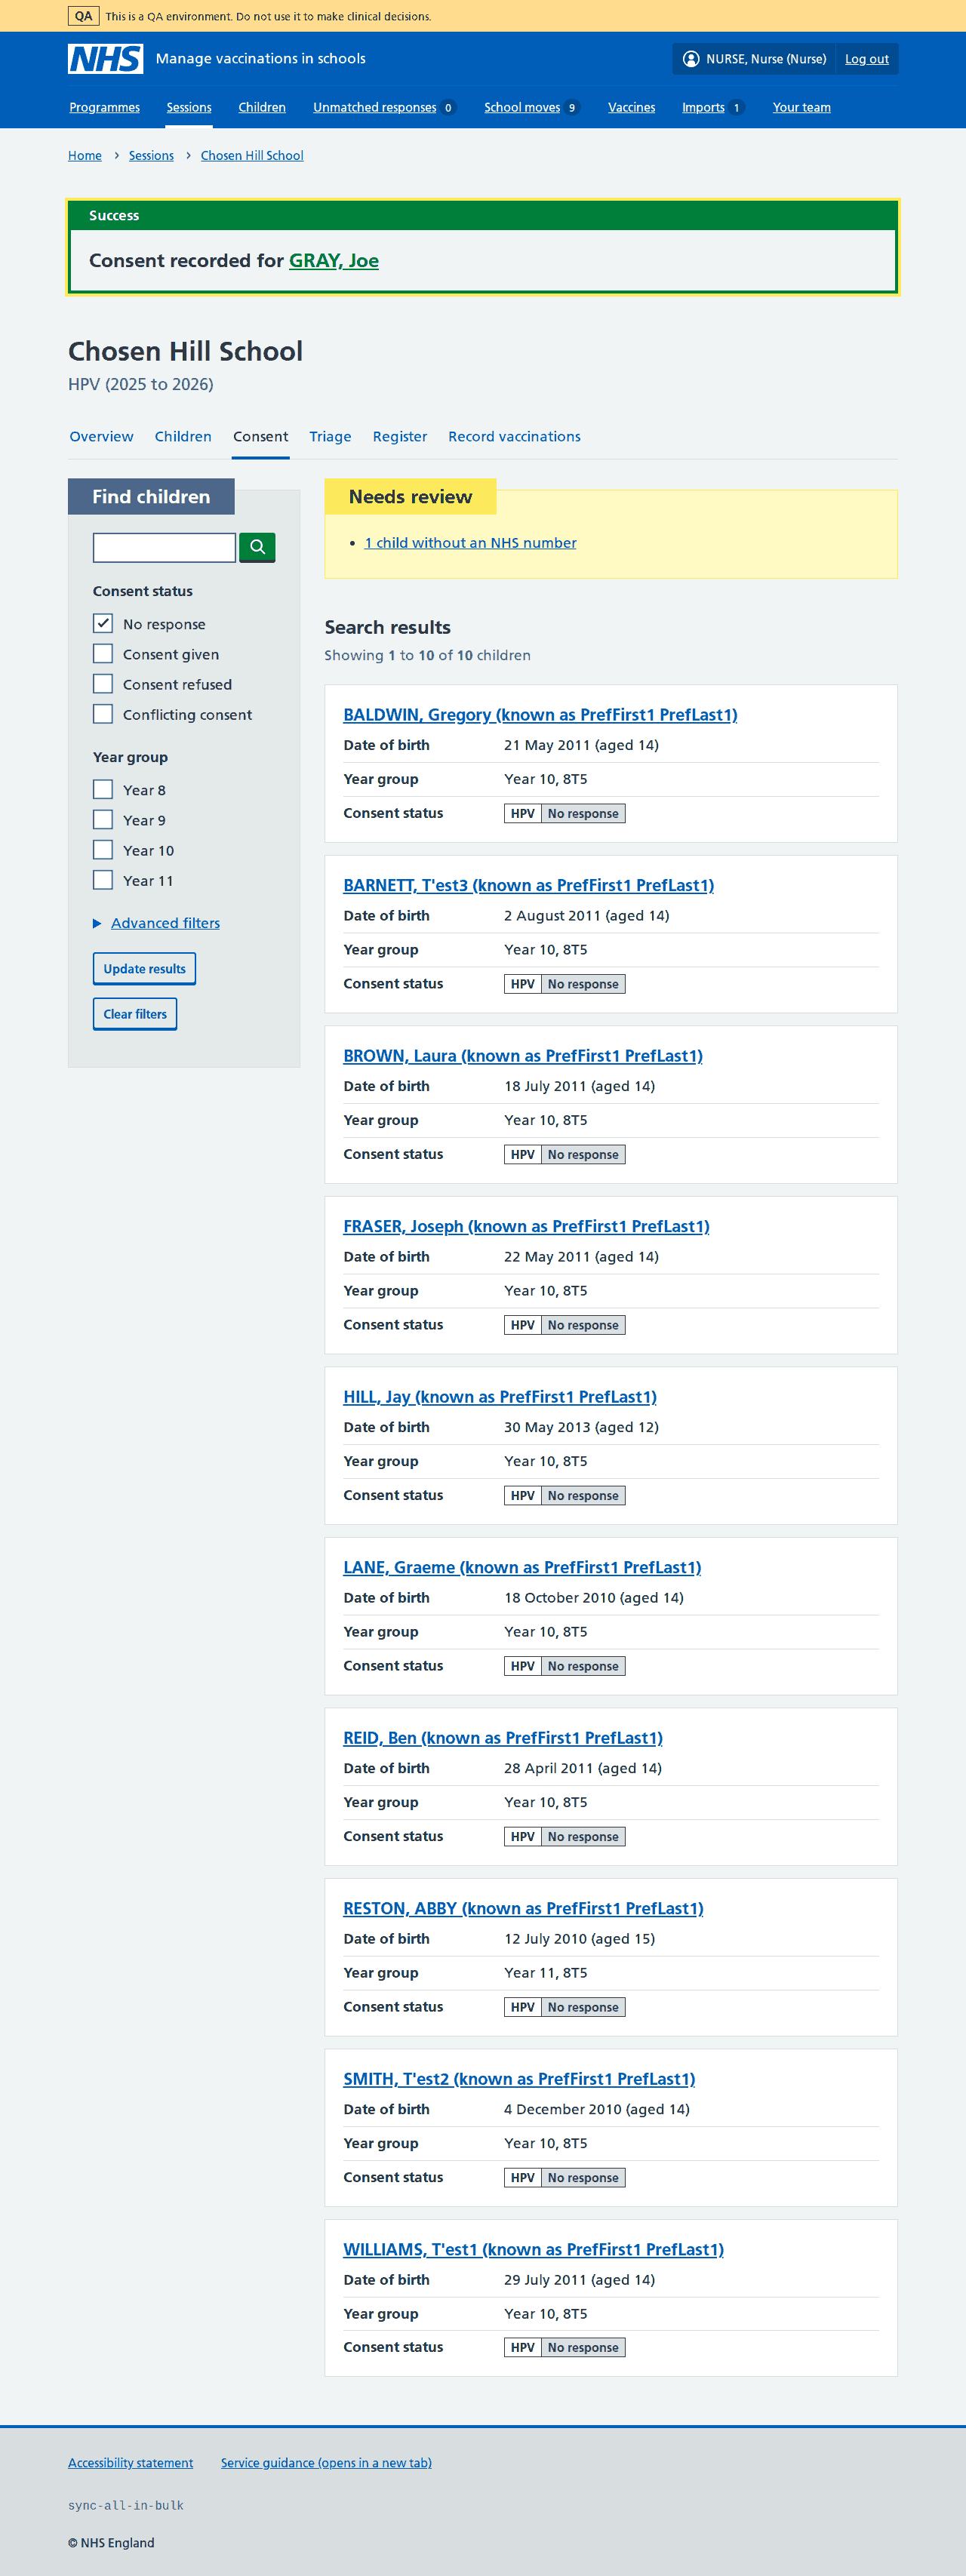 QA This is a QA environment. Do not use it to make clinical decisions.
NHS Manage vaccinations in schools NURSE, Nurse (Nurse) Log out
Programmes Sessions Children Unmatched responses 0 School moves 9 Vaccines Imports 1 Your team
Home Sessions Chosen Hill School
Success
Consent recorded for GRAY, Joe
Chosen Hill School
HPV (2025 to 2026)
Overview Children Consent Triage Register Record vaccinations
Find children
Consent status
No response
Consent given
Consent refused
Conflicting consent
Year group
Year 8
Year 9
Year 10
Year 11
Advanced filters
Update results
Clear filters
Needs review
1 child without an NHS number
Search results
Showing 1 to 10 of 10 children
BALDWIN, Gregory (known as PrefFirst1 PrefLast1)
Date of birth 21 May 2011 (aged 14)
Year group Year 10, 8T5
Consent status HPV No response
BARNETT, T'est3 (known as PrefFirst1 PrefLast1)
Date of birth 2 August 2011 (aged 14)
Year group Year 10, 8T5
Consent status HPV No response
BROWN, Laura (known as PrefFirst1 PrefLast1)
Date of birth 18 July 2011 (aged 14)
Year group Year 10, 8T5
Consent status HPV No response
FRASER, Joseph (known as PrefFirst1 PrefLast1)
Date of birth 22 May 2011 (aged 14)
Year group Year 10, 8T5
Consent status HPV No response
HILL, Jay (known as PrefFirst1 PrefLast1)
Date of birth 30 May 2013 (aged 12)
Year group Year 10, 8T5
Consent status HPV No response
LANE, Graeme (known as PrefFirst1 PrefLast1)
Date of birth 18 October 2010 (aged 14)
Year group Year 10, 8T5
Consent status HPV No response
REID, Ben (known as PrefFirst1 PrefLast1)
Date of birth 28 April 2011 (aged 14)
Year group Year 10, 8T5
Consent status HPV No response
RESTON, ABBY (known as PrefFirst1 PrefLast1)
Date of birth 12 July 2010 (aged 15)
Year group Year 11, 8T5
Consent status HPV No response
SMITH, T'est2 (known as PrefFirst1 PrefLast1)
Date of birth 4 December 2010 (aged 14)
Year group Year 10, 8T5
Consent status HPV No response
WILLIAMS, T'est1 (known as PrefFirst1 PrefLast1)
Date of birth 29 July 2011 (aged 14)
Year group Year 10, 8T5
Consent status HPV No response
Accessibility statement Service guidance (opens in a new tab)
sync-all-in-bulk
© NHS England